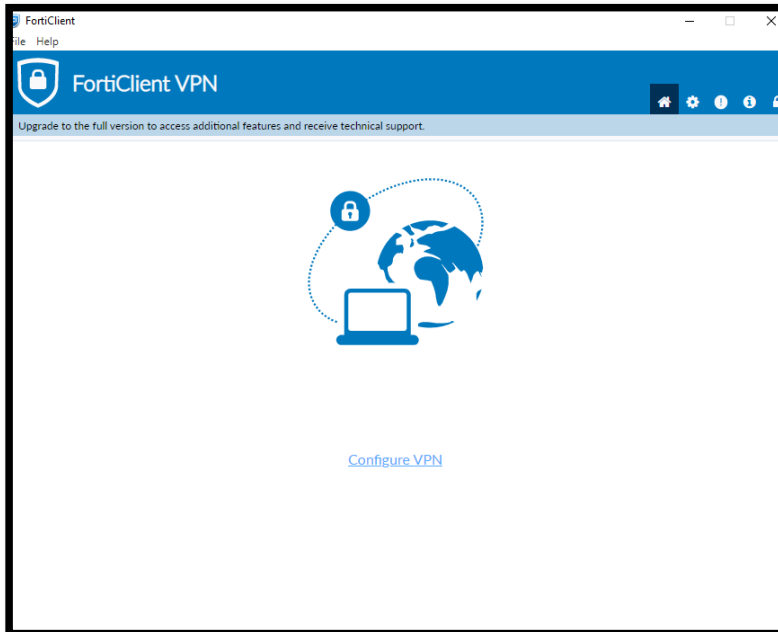 FortiClient
File Help
FortiClient VPN
Upgrade to the full version to access additional features and receive technical support.
Configure VPN